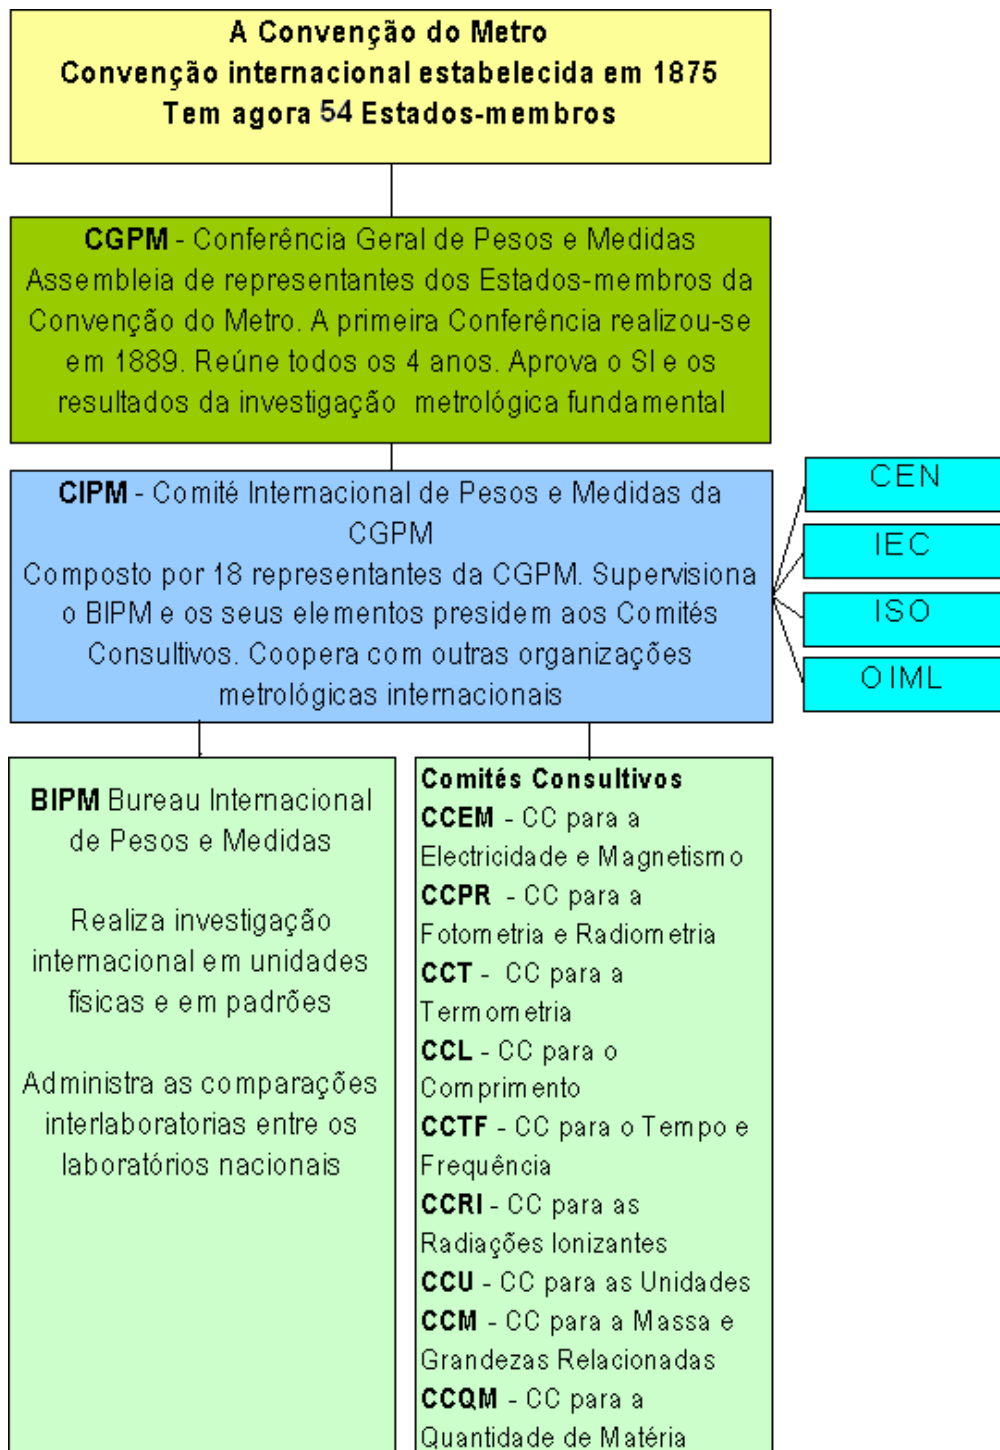 A Convenção do Metro
Convenção internacional estabelecida em 1875
Tem agora 54 Estados-membros
CGPM - Conferência Geral de Pesos e Medidas
Assembleia de representantes dos Estados-membros da
Convenção do Metro. A primeira Conferência realizou-se
em 1889. Reúne todos os 4 anos. Aprova o SI e os
resultados da investigação metrológica fundamental
CIPM - Comité Internacional de Pesos e Medidas da
CGPM
Composto por 18 representantes da CGPM. Supervisiona
o BIPM e os seus elementos presidem aos Comités
Consultivos. Coopera com outras organizações
metrológicas internacionais
CEN
IEC
ISO
OIML
BIPM Bureau Internacional
de Pesos e Medidas
Realiza investigação
internacional em unidades
físicas e em padrões
Administra as comparações
interlaboratorias entre os
laboratórios nacionais
Comités Consultivos
CCEM - CC para a
Electricidade e Magnetismo
CCPR - CC para a
Fotometria e Radiometria
CCT - CC para a
Termometria
CCL - CC para o
Comprimento
CCTF - CC para o Tempo e
Frequência
CCRI - CC para as
Radiações Ionizantes
CCU - CC para as Unidades
CCM - CC para a Massa e
Grandezas Relacionadas
CCQM - CC para a
Quantidade de Matéria